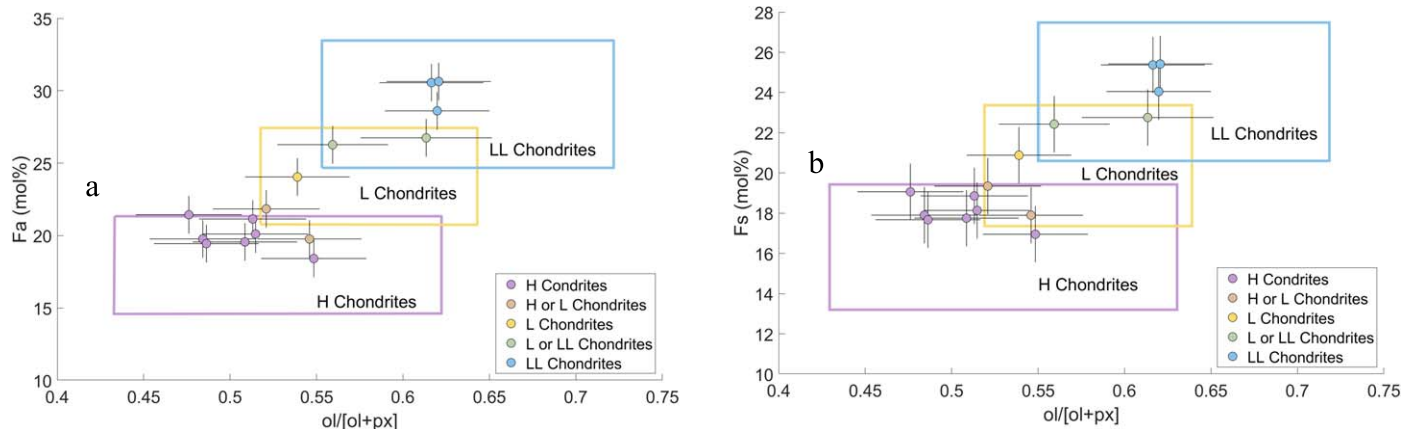 35
30
25
20
15
10
Fa (mol%)
a
LL Chondrites
L Chondrites
H Chondrites
H Condrites
H or L Chondrites
L Chondrites
L or LL Chondrites
LL Chondrites
0.4 0.45 0.5 0.55 0.6 0.65 0.7 0.75
ol/[ol+px]
28
26
24
22
20
18
16
14
12
10
Fs (mol%)
b
LL Chondrites
L Chondrites
H Chondrites
H Condrites
H or L Chondrites
L Chondrites
L or LL Chondrites
LL Chondrites
0.4 0.45 0.5 0.55 0.6 0.65 0.7 0.75
ol/[ol+px]